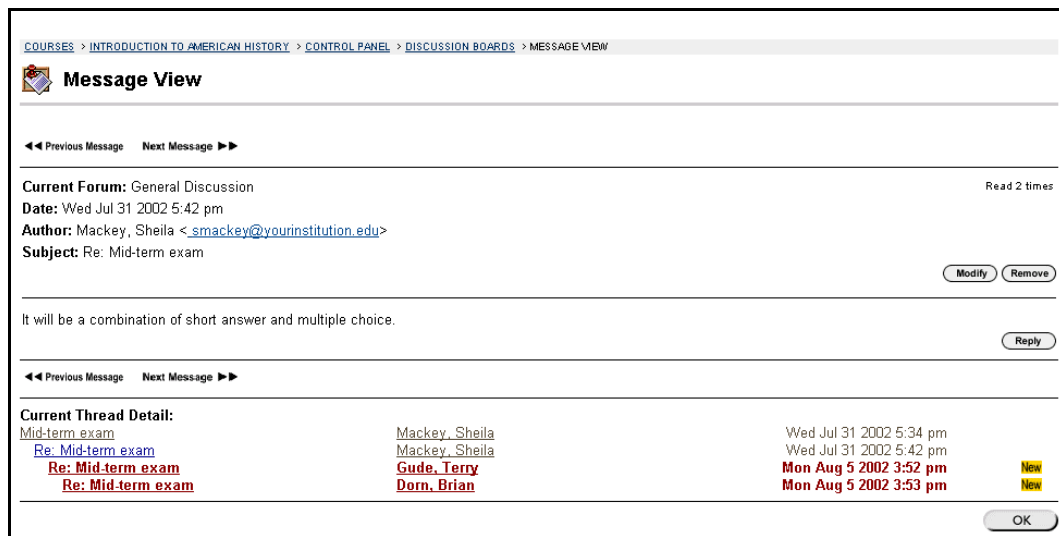 COURSES > INTRODUCTION TO AMERICAN HISTORY > CONTROL PANEL > DISCUSSION BOARDS > MESSAGE VIEW
Message View
Previous Message Next Message
Current Forum: General Discussion Read 2 times
Date: Wed Jul 31 2002 5:42 pm
Author: Mackey, Sheila < smackey@yourinstitution.edu>
Subject: Re: Mid-term exam
Modify Remove
It will be a combination of short answer and multiple choice.
Reply
Previous Message Next Message
Current Thread Detail:
Mid-term exam Mackey, Sheila Wed Jul 31 2002 5:34 pm
Re: Mid-term exam Mackey, Sheila Wed Jul 31 2002 5:42 pm
Re: Mid-term exam Gude, Terry Mon Aug 5 2002 3:52 pm New
Re: Mid-term exam Dorn, Brian Mon Aug 5 2002 3:53 pm New
OK